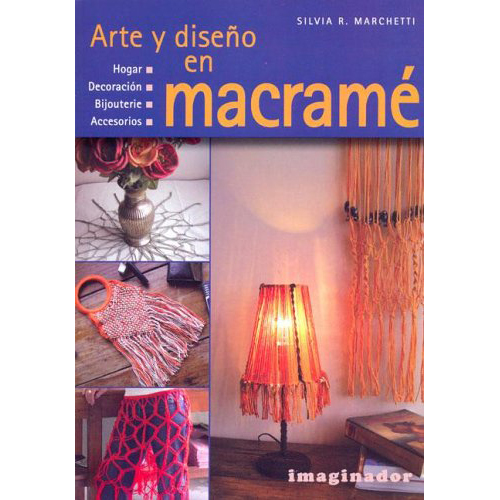 SILVIA R. MARCHETTI
Arte y diseño
en
macramé
Hogar
Decoración
Bijouterie
Accesorios
imaginador